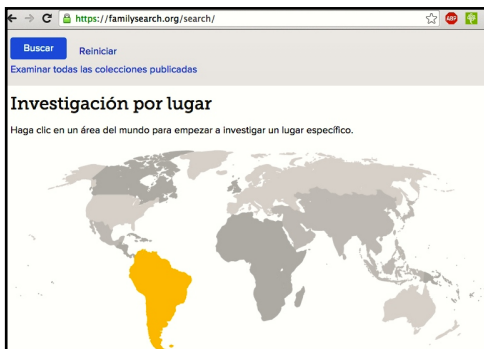 https://familysearch.org/search/
ABP
Buscar
Reiniciar
Examinar todas las colecciones publicadas
Investigación por lugar
Haga clic en un área del mundo para empezar a investigar un lugar específico.